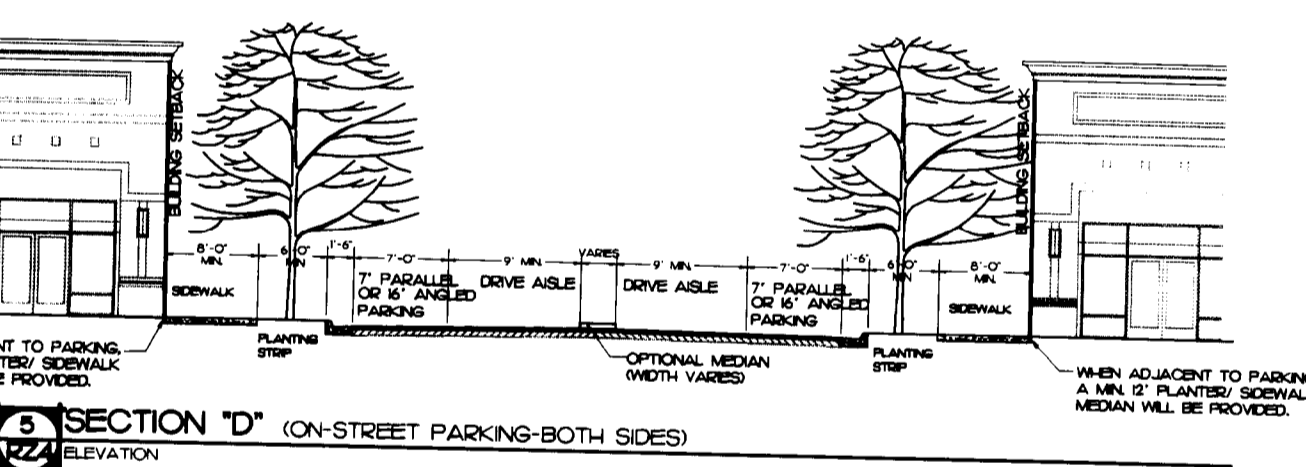 BUILDING SETBACK
BUILDING SETBACK
8'-0" MIN.
6'-0" MIN
1'-6"
7'-0"
9' MIN.
VARIES
9' MIN.
7'-0"
1'-6"
6'-0" MIN.
8'-0" MIN.
SIDEWALK
7' PARALLEL
OR 16' ANGLED
PARKING
DRIVE AISLE
DRIVE AISLE
7' PARALLEL
OR 16' ANGLED
PARKING
SIDEWALK
PLANTING
STRIP
OPTIONAL MEDIAN
(WIDTH VARIES)
PLANTING
STRIP
NT TO PARKING,
TER/ SIDEWALK
E PROVIDED.
WHEN ADJACENT TO PARKING
A MIN. 12' PLANTER/ SIDEWAL
MEDIAN WILL BE PROVIDED.
5
RZ4
SECTION "D" (ON-STREET PARKING-BOTH SIDES)
ELEVATION